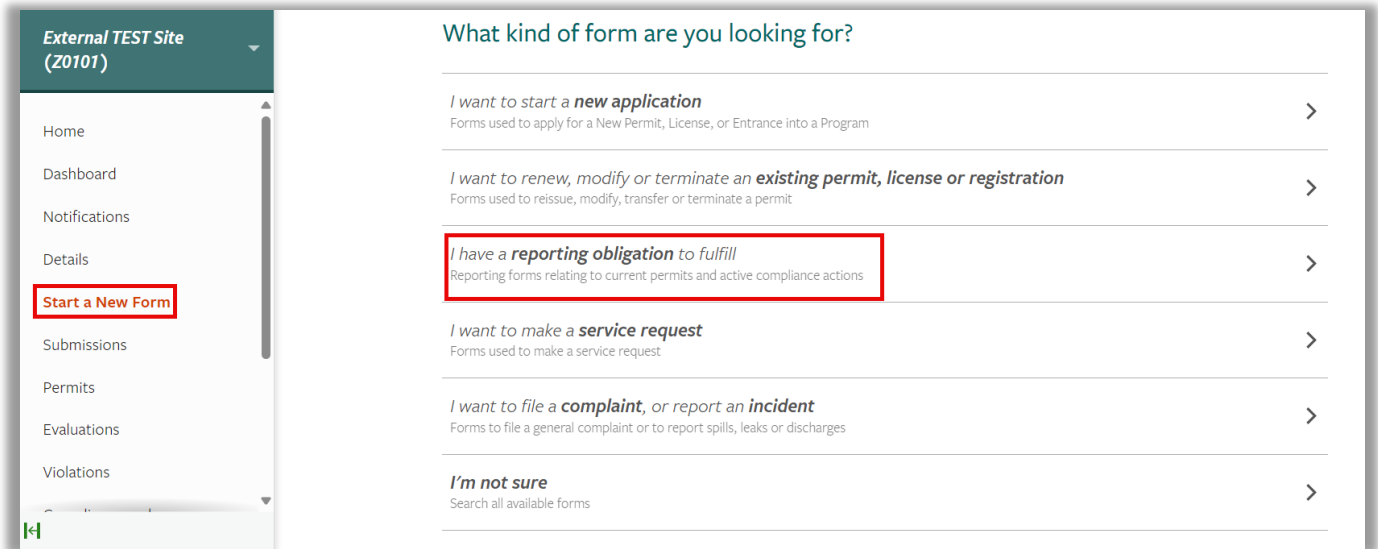 External TEST Site
(Z0101)
Home
Dashboard
Notifications
Details
Start a New Form
Submissions
Permits
Evaluations
Violations
What kind of form are you looking for?
I want to start a new application
Forms used to apply for a New Permit, License, or Entrance into a Program
I want to renew, modify or terminate an existing permit, license or registration
Forms used to reissue, modify, transfer or terminate a permit
I have a reporting obligation to fulfill
Reporting forms relating to current permits and active compliance actions
I want to make a service request
Forms used to make a service request
I want to file a complaint, or report an incident
Forms to file a general complaint or to report spills, leaks or discharges
I'm not sure
Search all available forms